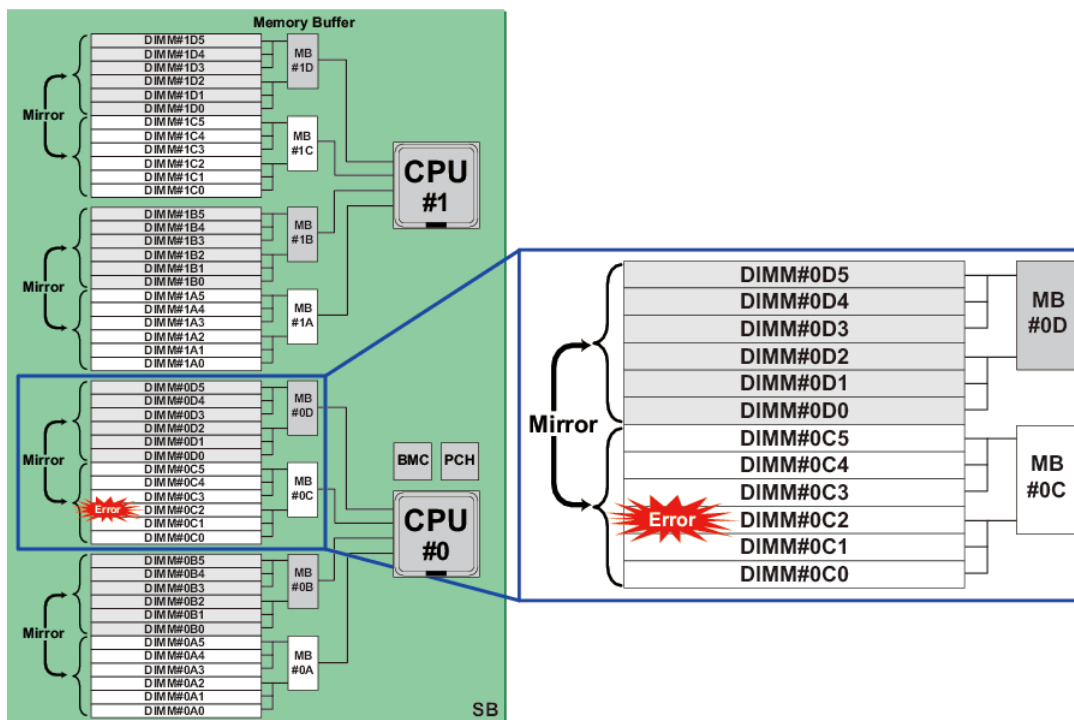 Memory Buffer
DIMM#1D5
DIMM#1D4
DIMM#1D3
DIMM#1D2
DIMM#1D1
DIMM#1D0
MB
#1D
Mirror
DIMM#1C5
DIMM#1C4
DIMM#1C3
DIMM#1C2
DIMM#1C1
DIMM#1C0
MB
#1C
CPU
#1
DIMM#1B5
DIMM#1B4
DIMM#1B3
DIMM#1B2
DIMM#1B1
DIMM#1B0
MB
#1B
Mirror
DIMM#1A5
DIMM#1A4
DIMM#1A3
DIMM#1A2
DIMM#1A1
DIMM#1A0
MB
#1A
DIMM#0D5
DIMM#0D4
DIMM#0D3
DIMM#0D2
DIMM#0D1
DIMM#0D0
MB
#0D
Mirror
DIMM#0C5
DIMM#0C4
DIMM#0C3
DIMM#0C2
DIMM#0C1
DIMM#0C0
Error
MB
#0C
BMC
PCH
CPU
#0
DIMM#0B5
DIMM#0B4
DIMM#0B3
DIMM#0B2
DIMM#0B1
DIMM#0B0
MB
#0B
Mirror
DIMM#0A5
DIMM#0A4
DIMM#0A3
DIMM#0A2
DIMM#0A1
DIMM#0A0
MB
#0A
SB
DIMM#0D5
DIMM#0D4
DIMM#0D3
DIMM#0D2
DIMM#0D1
DIMM#0D0
MB
#0D
Mirror
DIMM#0C5
DIMM#0C4
DIMM#0C3
DIMM#0C2
DIMM#0C1
DIMM#0C0
Error
MB
#0C